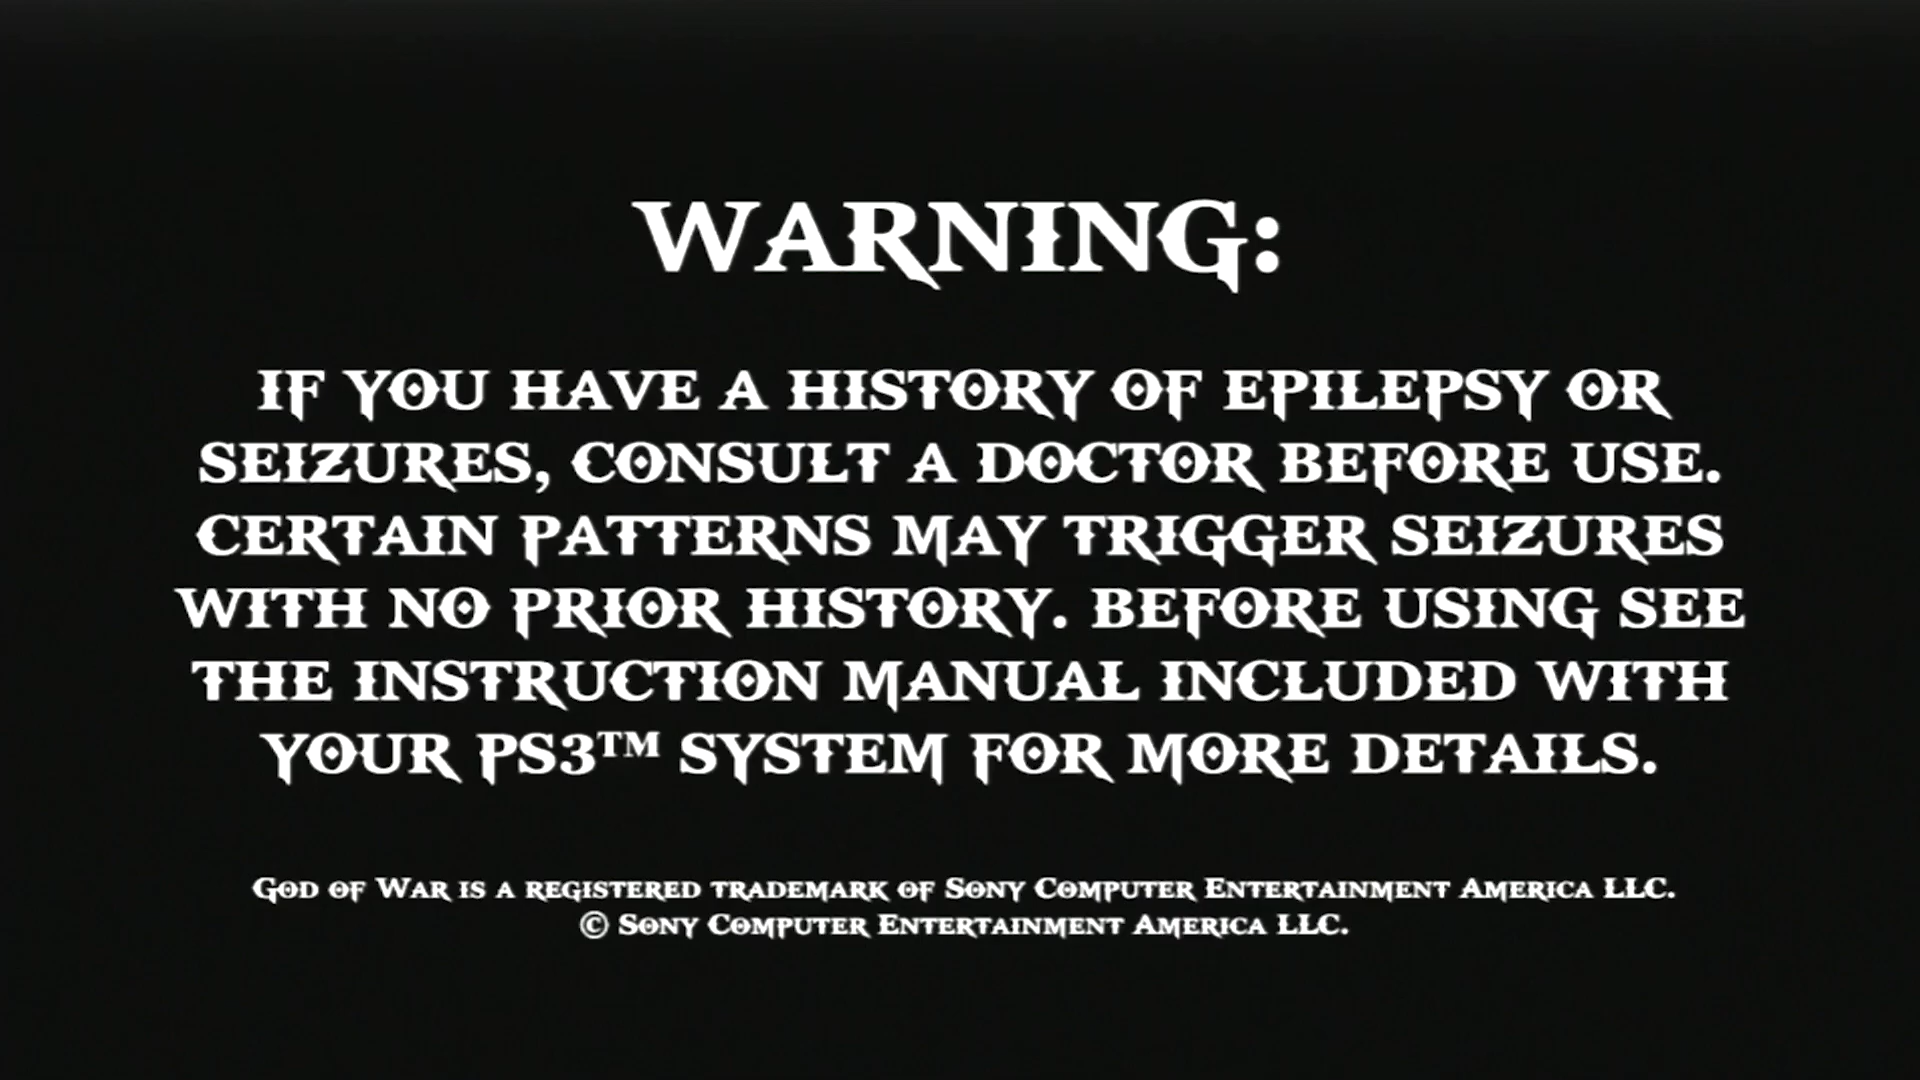 WARNING:
IF YOU HAVE A HISTORY OF EPILEPSY OR
SEIZURES, CONSULT A DOCTOR BEFORE USE.
CERTAIN PATTERNS MAY TRIGGER SEIZURES
WITH NO PRIOR HISTORY. BEFORE USING SEE
THE INSTRUCTION MANUAL INCLUDED WITH
YOUR PS3™ SYSTEM FOR MORE DETAILS.
God of War is a registered trademark of Sony Computer Entertainment America LLC.
© Sony Computer Entertainment America LLC.